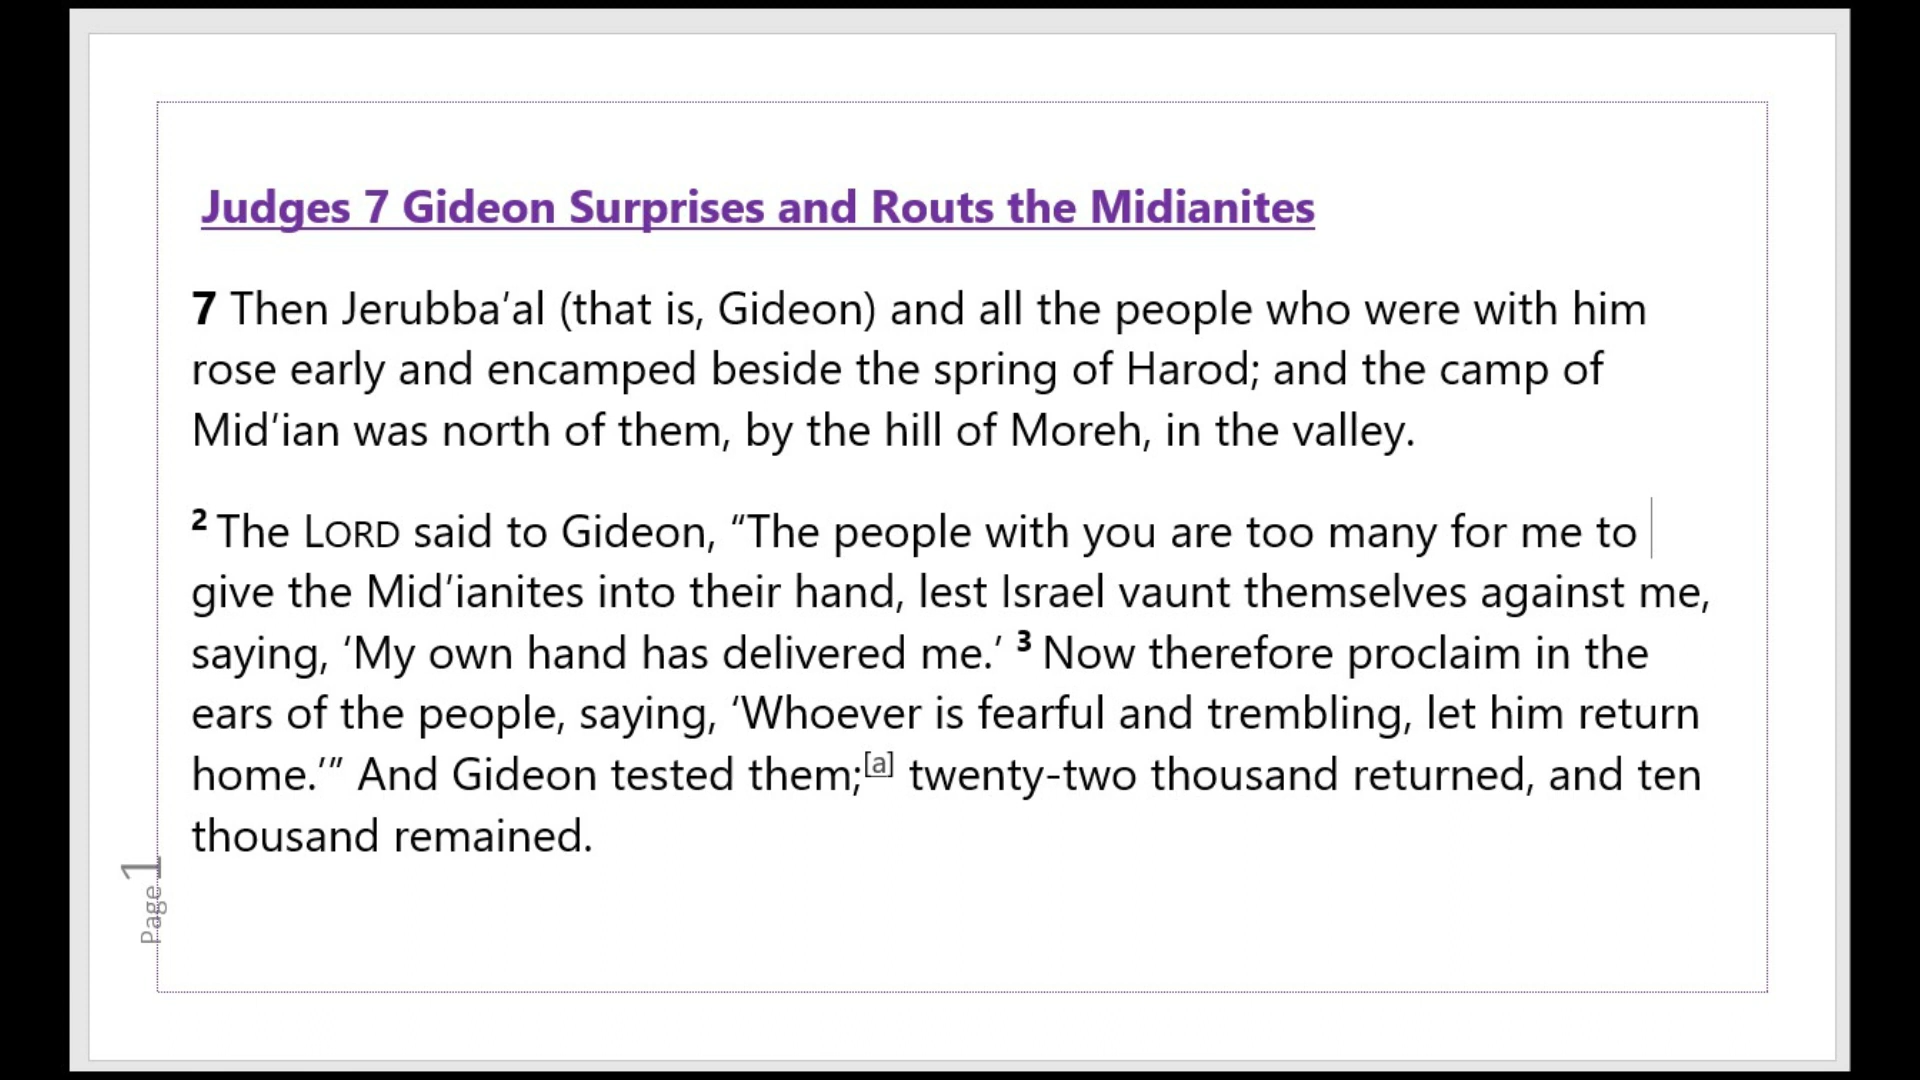 Judges 7 Gideon Surprises and Routs the Midianites
7 Then Jerubba’al (that is, Gideon) and all the people who were with him
rose early and encamped beside the spring of Harod; and the camp of
Mid’ian was north of them, by the hill of Moreh, in the valley.
2 The LORD said to Gideon, “The people with you are too many for me to
give the Mid’ianites into their hand, lest Israel vaunt themselves against me,
saying, ‘My own hand has delivered me.’ 3 Now therefore proclaim in the
ears of the people, saying, ‘Whoever is fearful and trembling, let him return
home.’” And Gideon tested them;[a] twenty-two thousand returned, and ten
thousand remained.
Page 1